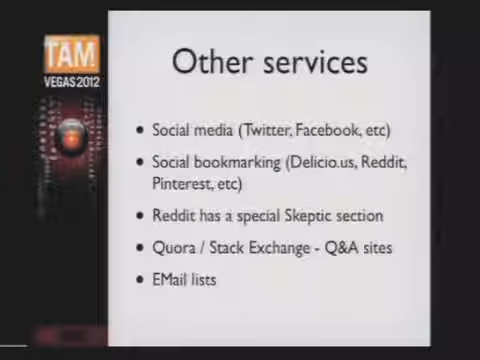 TAM
VEGAS 2012
Other services
• Social media (Twitter, Facebook, etc)
• Social bookmarking (Delicio.us, Reddit,
Pinterest, etc)
• Reddit has a special Skeptic section
• Quora / Stack Exchange - Q&A sites
• EMail lists